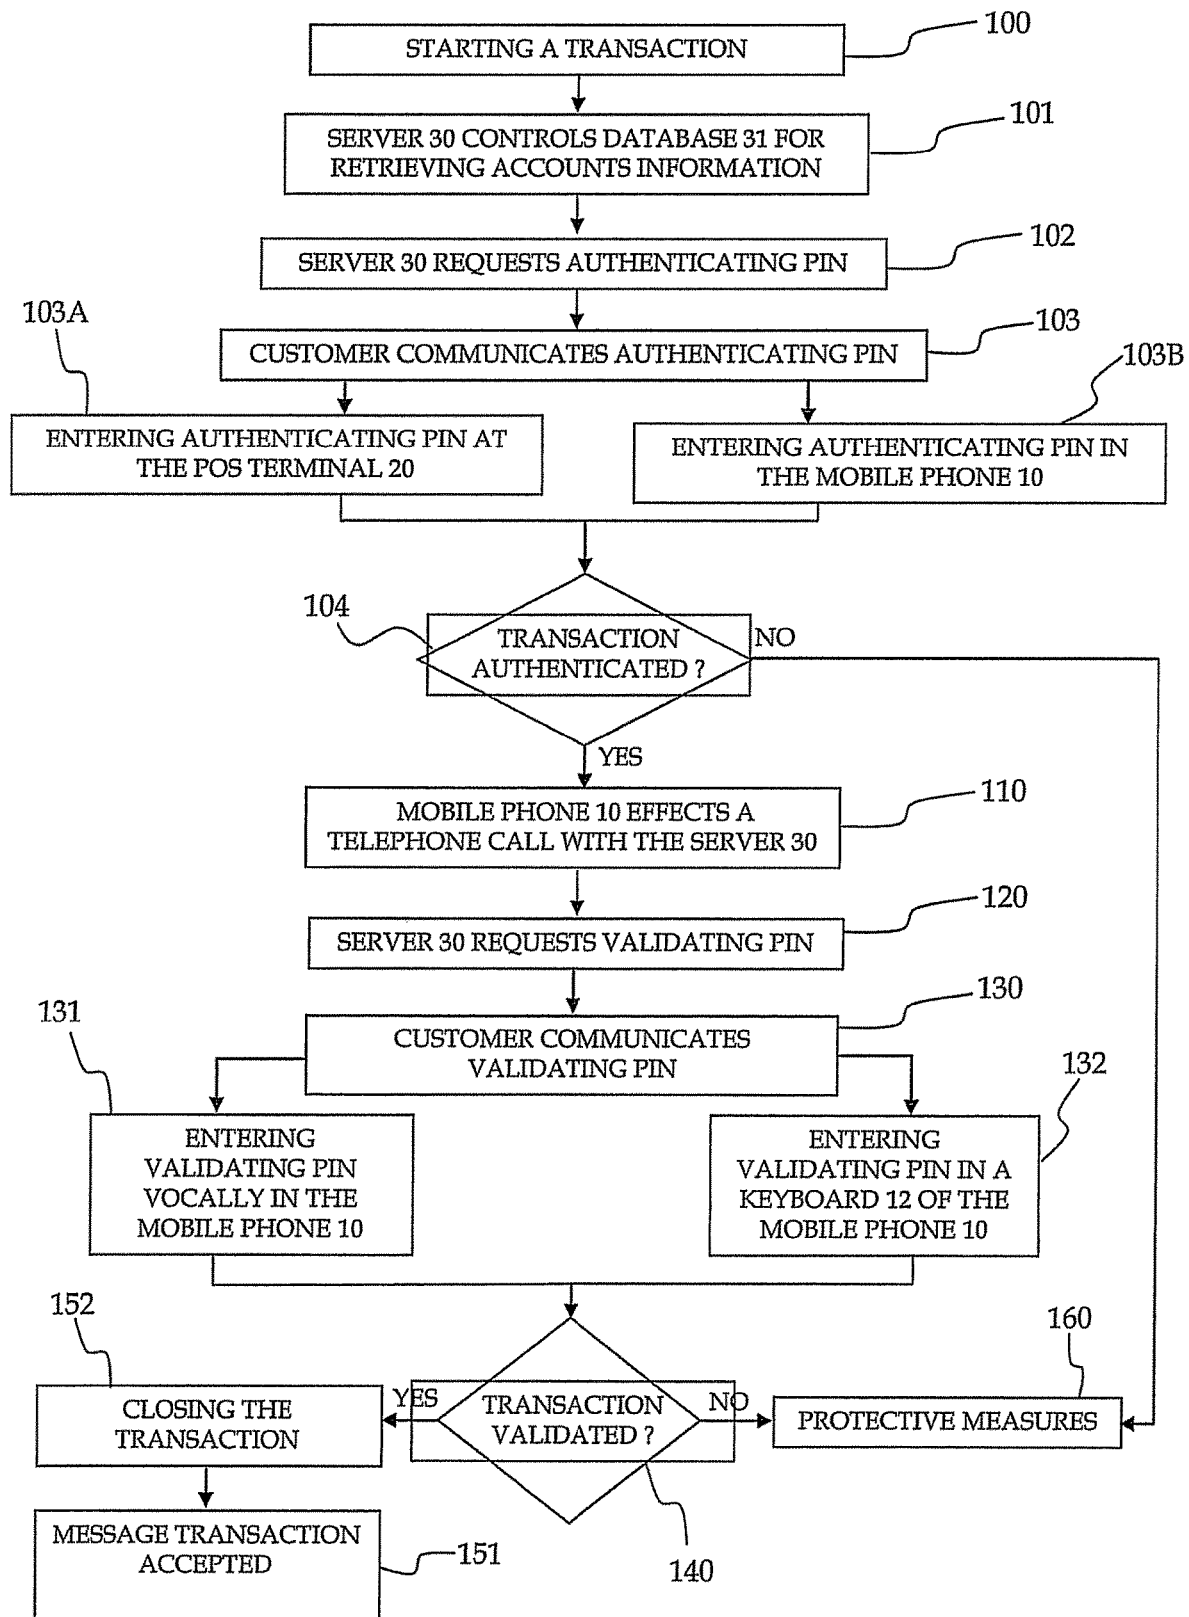 100
STARTING A TRANSACTION
101
SERVER 30 CONTROLS DATABASE 31 FOR
RETRIEVING ACCOUNTS INFORMATION
102
SERVER 30 REQUESTS AUTHENTICATING PIN
103A
103
CUSTOMER COMMUNICATES AUTHENTICATING PIN
103B
ENTERING AUTHENTICATING PIN AT
THE POS TERMINAL 20
ENTERING AUTHENTICATING PIN IN
THE MOBILE PHONE 10
104
TRANSACTION
AUTHENTICATED ?
NO
YES
110
MOBILE PHONE 10 EFFECTS A
TELEPHONE CALL WITH THE SERVER 30
120
SERVER 30 REQUESTS VALIDATING PIN
130
CUSTOMER COMMUNICATES
VALIDATING PIN
131
132
ENTERING
VALIDATING PIN
VOCALLY IN THE
MOBILE PHONE 10
ENTERING
VALIDATING PIN IN A
KEYBOARD 12 OF THE
MOBILE PHONE 10
152
160
CLOSING THE
TRANSACTION
YES
TRANSACTION
VALIDATED ?
NO
PROTECTIVE MEASURES
MESSAGE TRANSACTION
ACCEPTED
151
140